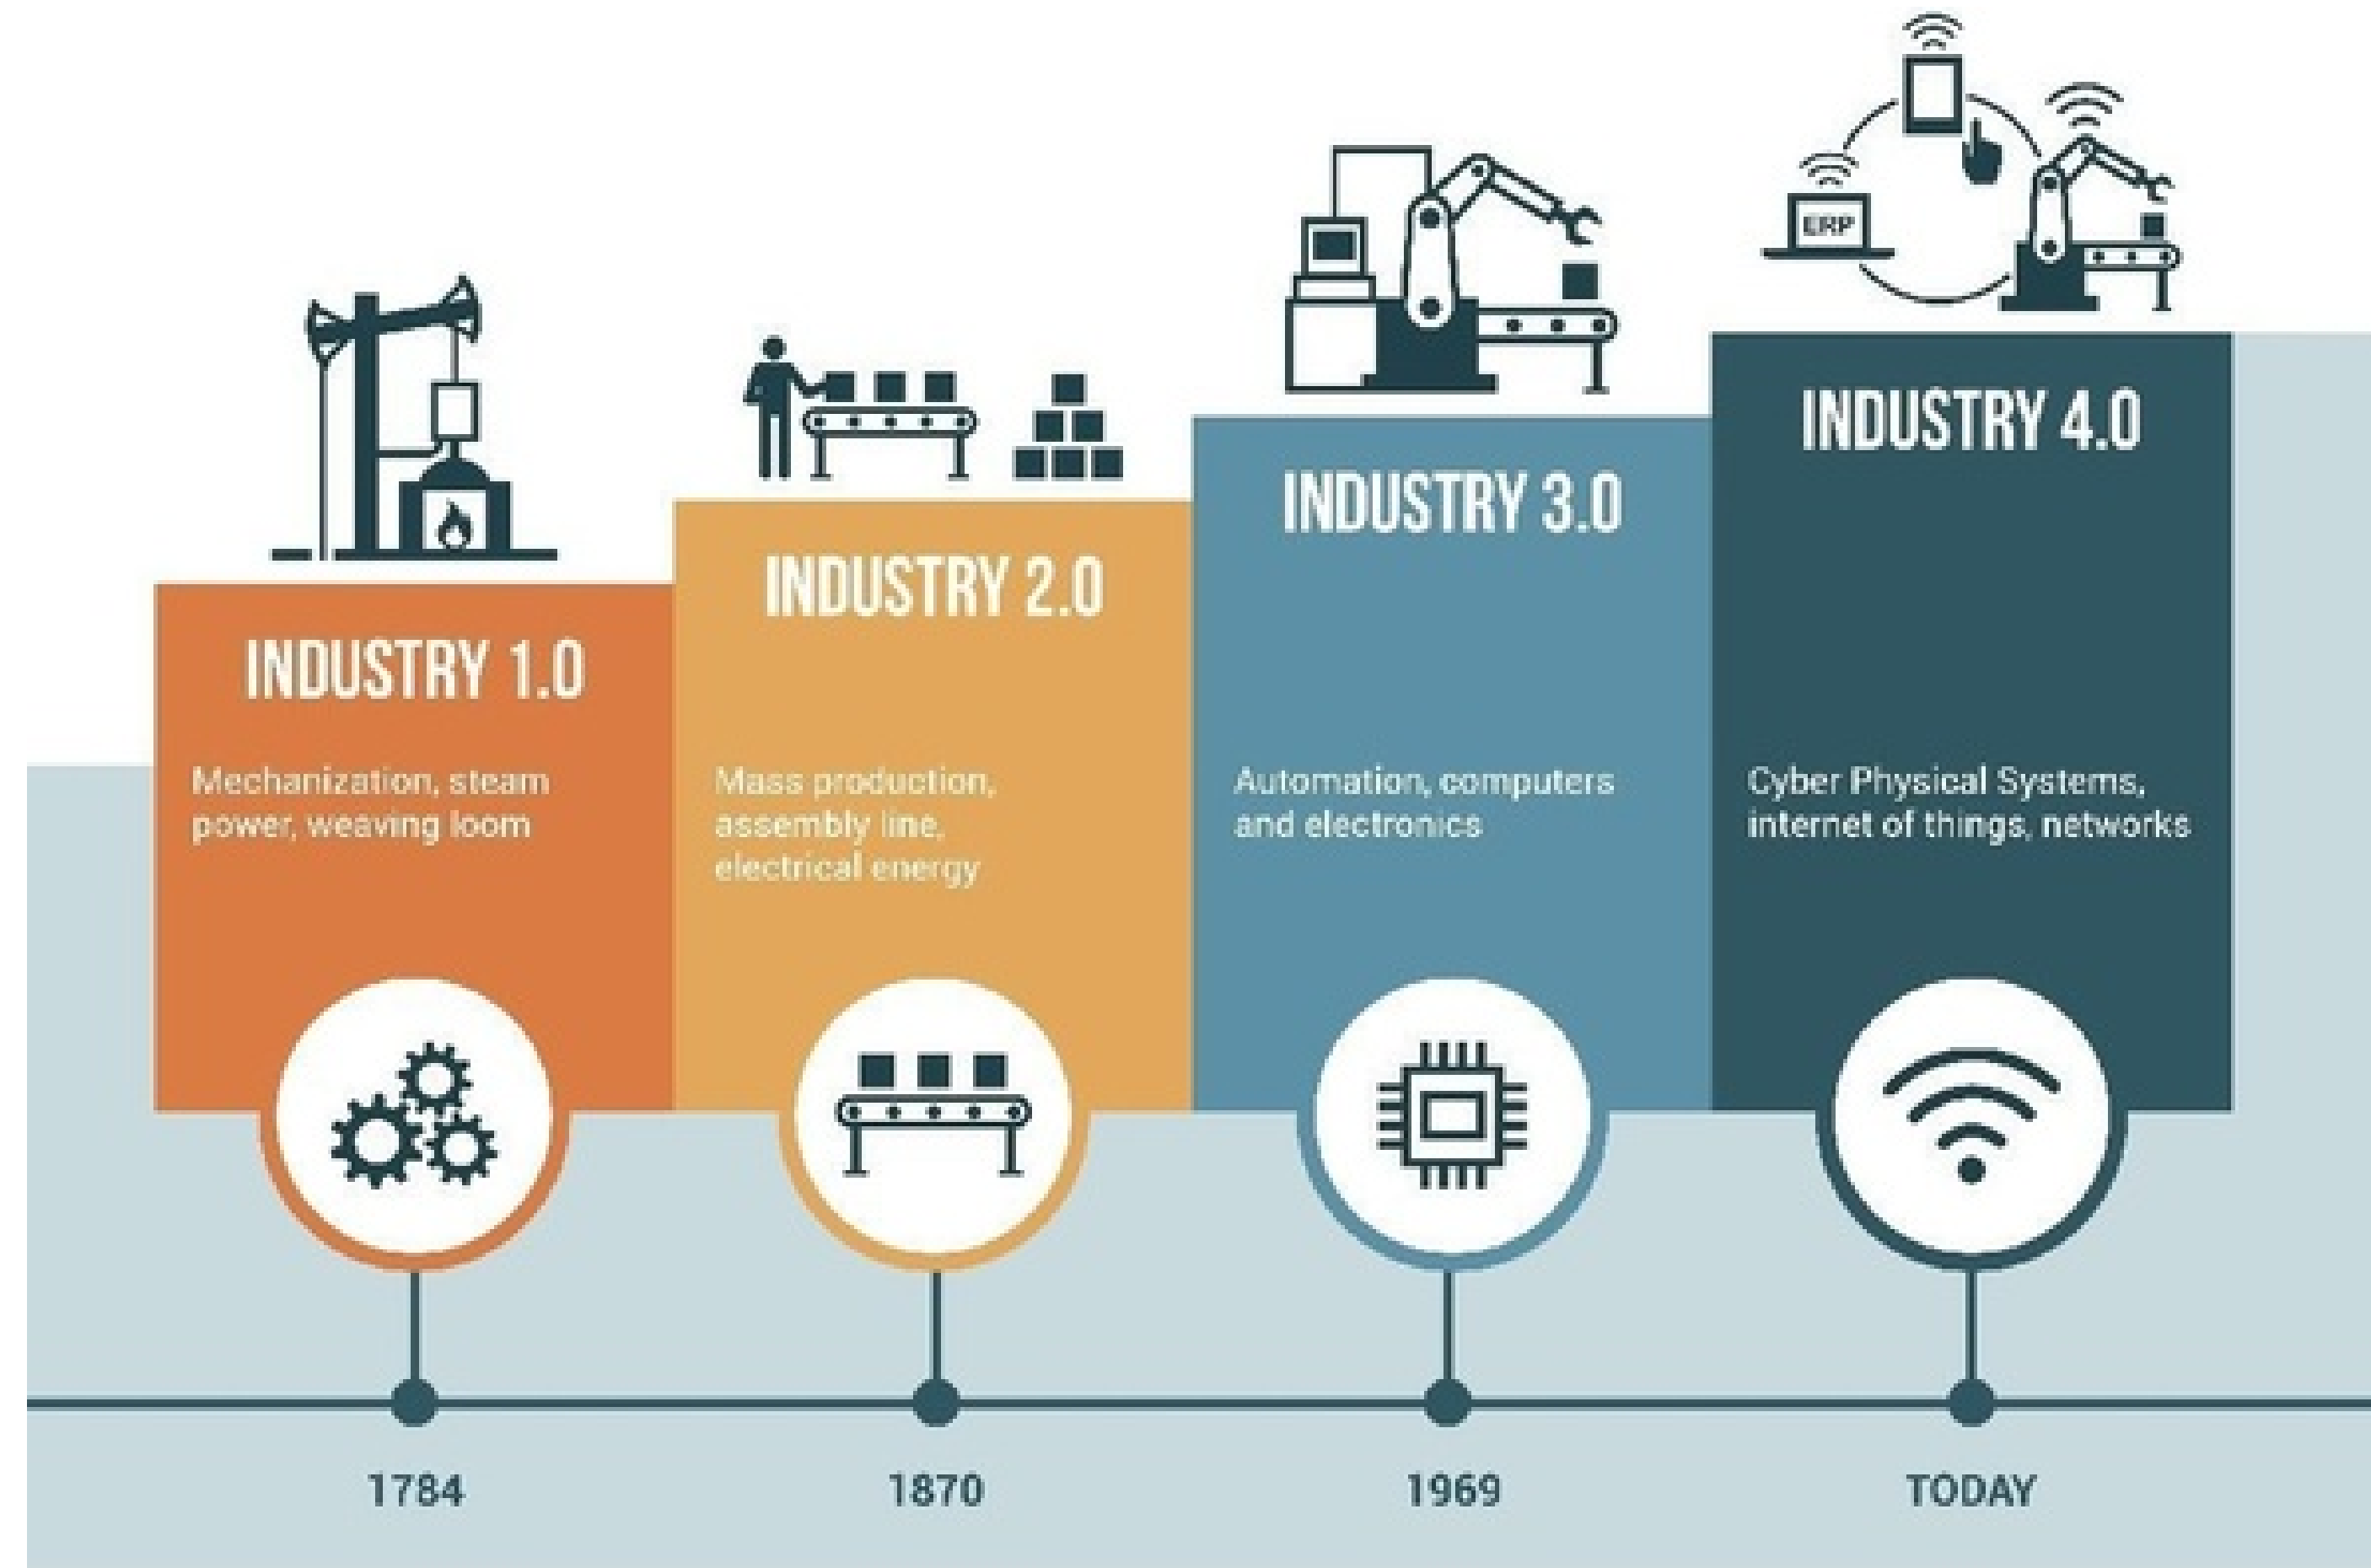 ERP
INDUSTRY 1.0
Mechanization, steam
power, weaving loom
1784
INDUSTRY 2.0
Mass production,
assembly line,
electrical energy
1870
INDUSTRY 3.0
Automation, computers
and electronics
1969
INDUSTRY 4.0
Cyber Physical Systems,
internet of things, networks
TODAY